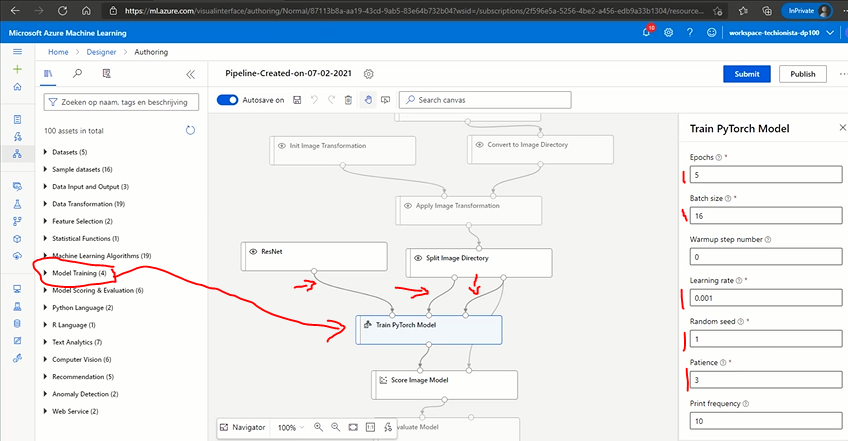 https://ml.azure.com/visualinterface/authoring/Normal/87113b8a-aa19-43cd-9ab5-83e64b732b04?wsid=/subscriptions/2f596e5a-5256-4be2-a456-edb9a33b1304/resource...
InPrivate
Microsoft Azure Machine Learning
10
workspace-techionista-dp100
Home > Designer > Authoring
Pipeline-Created-on-07-02-2021
Submit
Publish
Zoeken op naam, tags en beschrijving
Autosave on
Search canvas
100 assets in total
Datasets (5)
Sample datasets (16)
Data Input and Output (3)
Data Transformation (19)
Feature Selection (2)
Statistical Functions (1)
Machine Learning Algorithms (19)
Model Training (4)
Model Scoring & Evaluation (6)
Python Language (2)
R Language (1)
Text Analytics (7)
Computer Vision (6)
Recommendation (5)
Anomaly Detection (2)
Web Service (2)
Init Image Transformation
Convert to Image Directory
Apply Image Transformation
ResNet
Split Image Directory
Train PyTorch Model
Score Image Model
Evaluate Model
Navigator
100%
1:1
Train PyTorch Model
Epochs *
5
Batch size *
16
Warmup step number
0
Learning rate *
0.001
Random seed *
1
Patience *
3
Print frequency
10